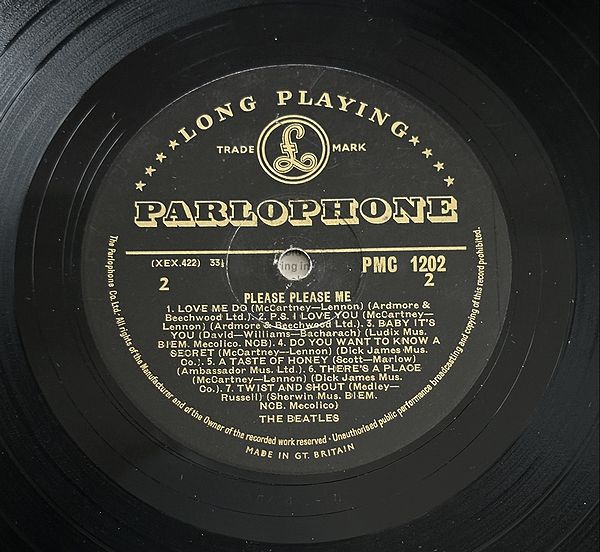 ★★★★★ LONG PLAYING ★★★★★
TRADE £ MARK
PARLOPHONE
(XEX.422) 33⅓ PMC 1202
2 2
PLEASE PLEASE ME
1. LOVE ME DO (McCartney—Lennon) (Ardmore &
Beechwood Ltd.). 2. P.S. I LOVE YOU (McCartney—
Lennon) (Ardmore & Beechwood Ltd.). 3. BABY IT'S
YOU (David—Williams—Bacharach) (Ludix Mus.
BIEM. Mecolico. NCB). 4. DO YOU WANT TO KNOW A
SECRET (McCartney—Lennon) (Dick James Mus.
Co.). 5. A TASTE OF HONEY (Scott—Marlow)
(Ambassador Mus. Ltd.). 6. THERE'S A PLACE
(McCartney—Lennon) (Dick James Mus.
Co.). 7. TWIST AND SHOUT (Medley—
Russell) (Sherwin Mus. BIEM.
NCB. Mecolico)
THE BEATLES
The Parlophone Co. Ltd. All rights of the Manufacturer and of the Owner of the recorded work reserved - Unauthorised public performance broadcasting and copying of this record prohibited.
MADE IN GT. BRITAIN